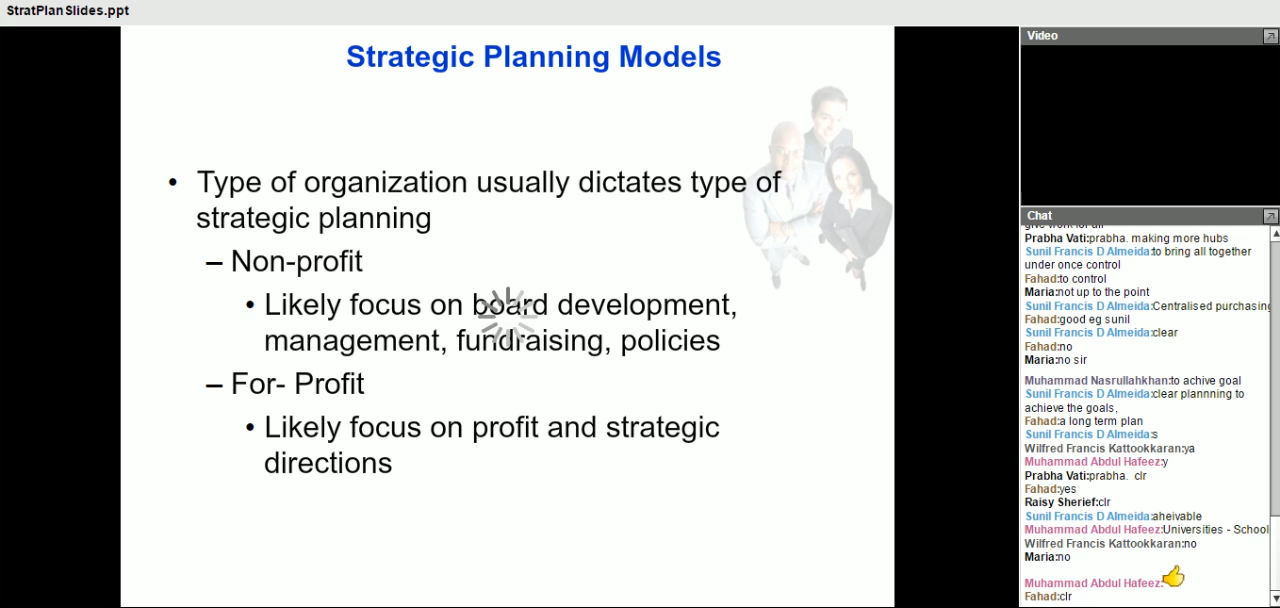 StratPlanSlides.ppt
Strategic Planning Models
• Type of organization usually dictates type of
strategic planning
– Non-profit
• Likely focus on board development,
management, fundraising, policies
– For- Profit
• Likely focus on profit and strategic
directions
Video
Chat
give work for all
Prabha Vati:prabha. making more hubs
Sunil Francis D Almeida:to bring all together
under once control
Fahad:to control
Maria:not up to the point
Sunil Francis D Almeida:Centralised purchasing
Fahad:good eg sunil
Sunil Francis D Almeida:clear
Fahad:no
Maria:no sir
Muhammad Nasrullahkhan:to achive goal
Sunil Francis D Almeida:clear plannning to
achieve the goals,
Fahad:a long term plan
Sunil Francis D Almeida:s
Wilfred Francis Kattookkaran:ya
Muhammad Abdul Hafeez:y
Prabha Vati:prabha. clr
Fahad:yes
Raisy Sherief:clr
Sunil Francis D Almeida:aheivable
Muhammad Abdul Hafeez:Universities - School
Wilfred Francis Kattookkaran:no
Maria:no
Muhammad Abdul Hafeez:
Fahad:clr